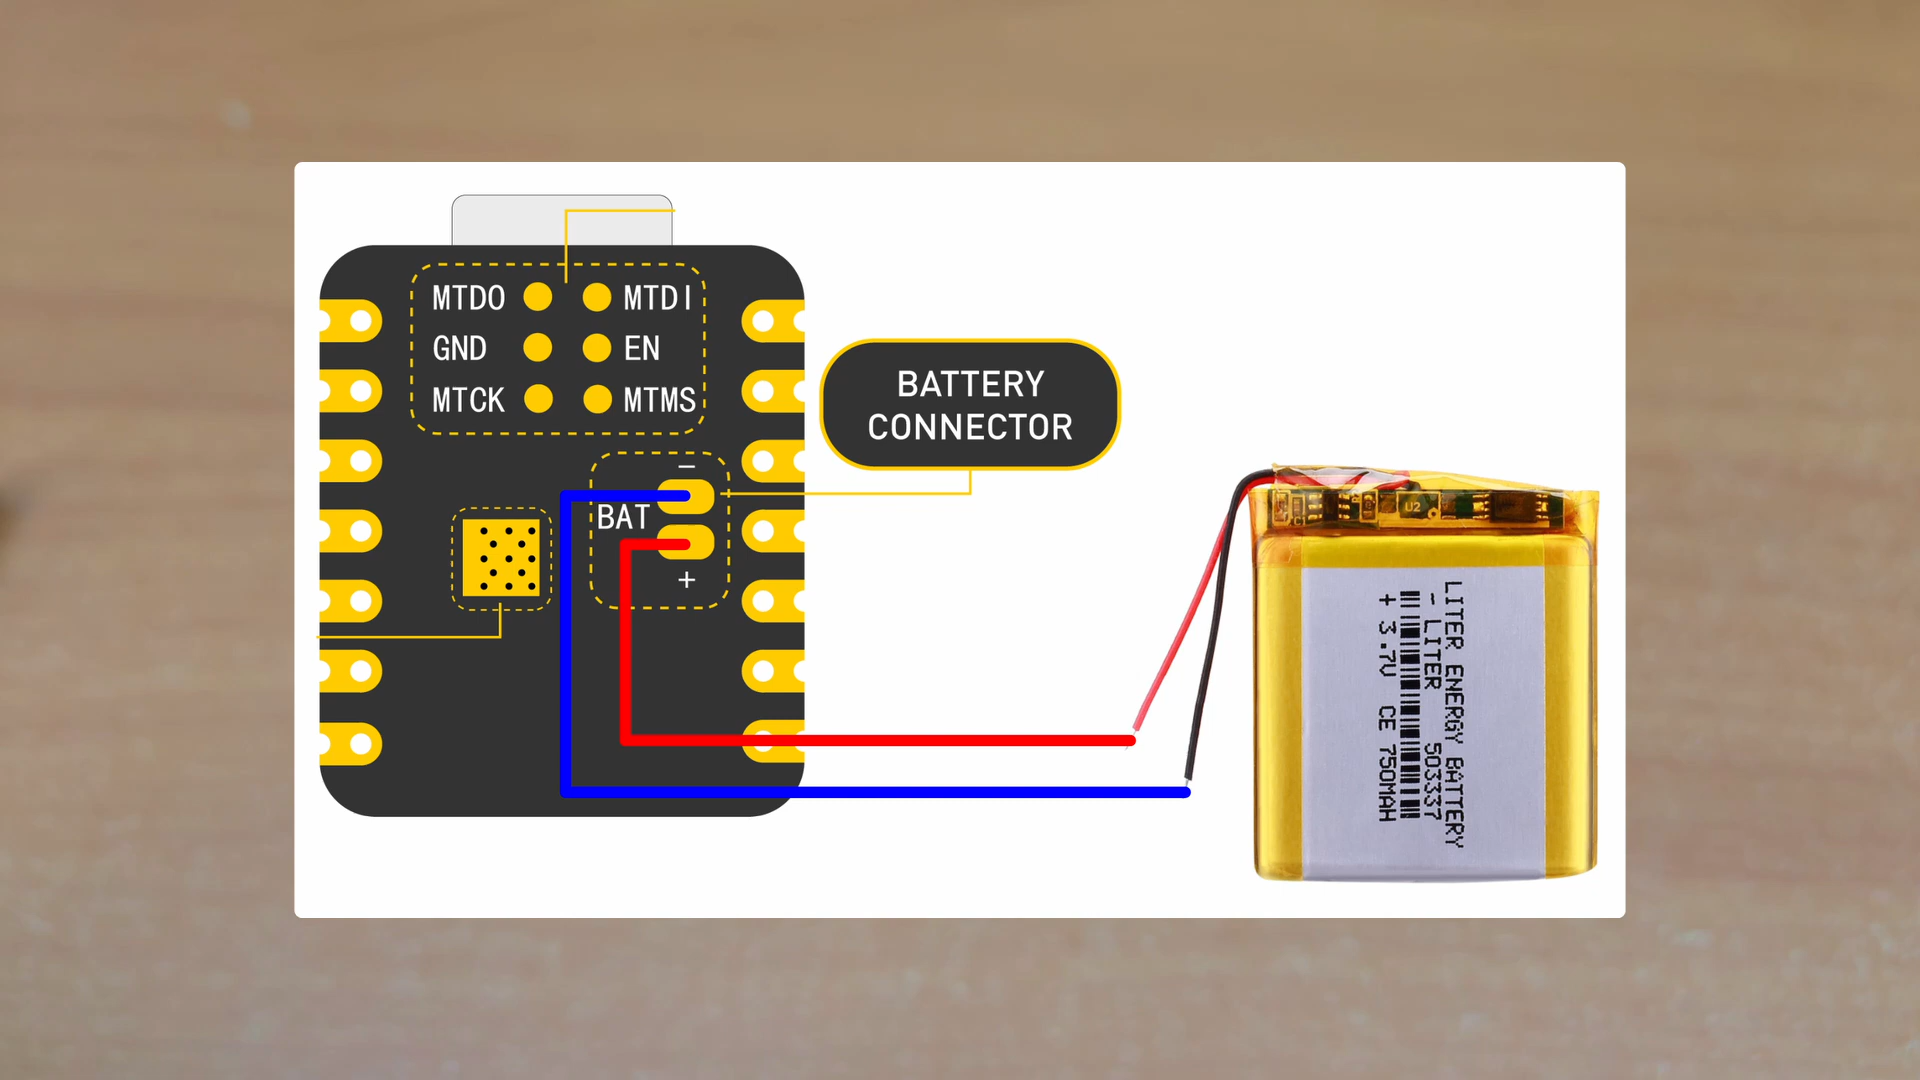 MTDO MTDI
GND EN
MTCK MTMS
−
BAT
+
BATTERY
CONNECTOR
U2
LITER ENERGY BATTERY
- LITER 503337
+ 3.7V CE 750MAH